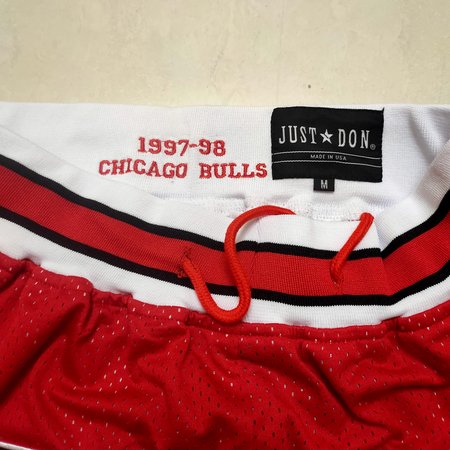 1997-98
CHICAGO BULLS
JUST★DON®
MADE IN USA
M